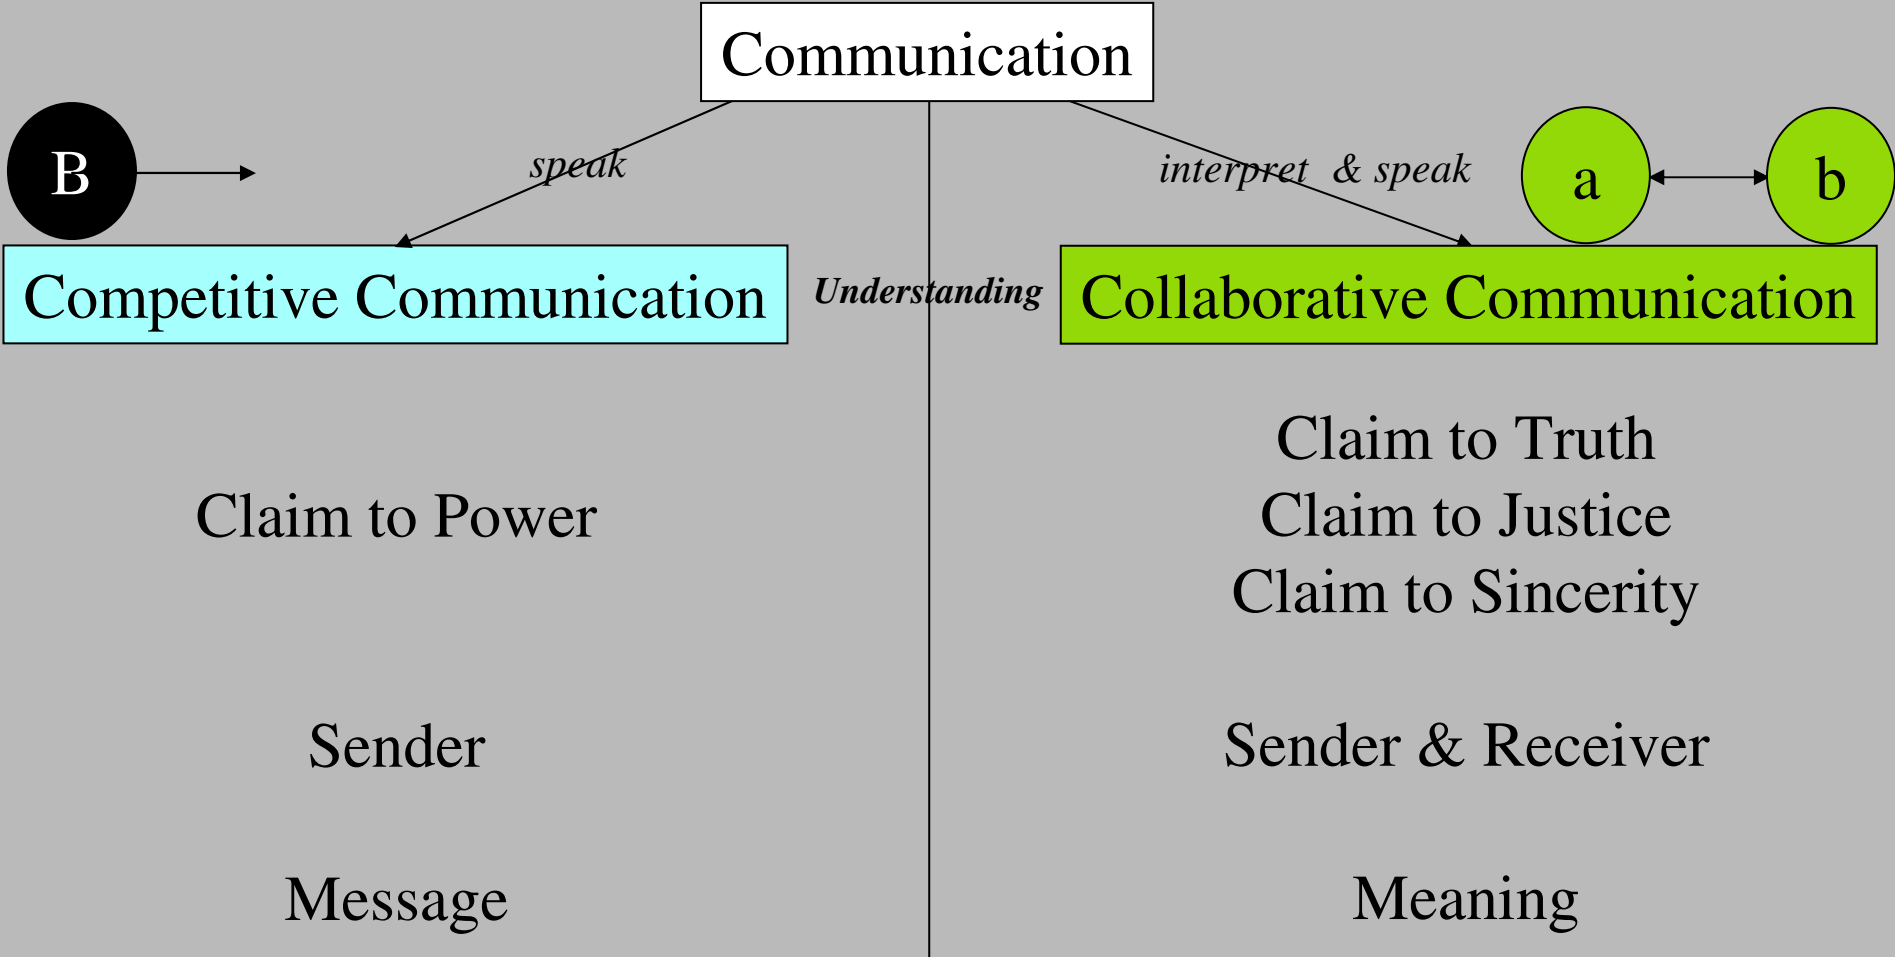 Communication
B
speak
interpret & speak
a
b
Competitive Communication
Understanding
Collaborative Communication
Claim to Power
Claim to Truth
Claim to Justice
Claim to Sincerity
Sender
Sender & Receiver
Message
Meaning